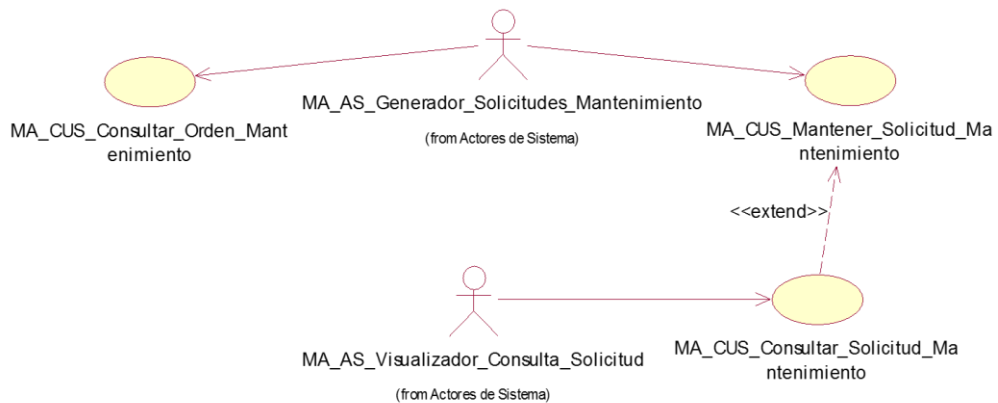 MA_AS_Generador_Solicitudes_Mantenimiento
(from Actores de Sistema)
MA_CUS_Consultar_Orden_Mant
enimiento
MA_CUS_Mantener_Solicitud_Ma
ntenimiento
<<extend>>
MA_AS_Visualizador_Consulta_Solicitud
(from Actores de Sistema)
MA_CUS_Consultar_Solicitud_Ma
ntenimiento